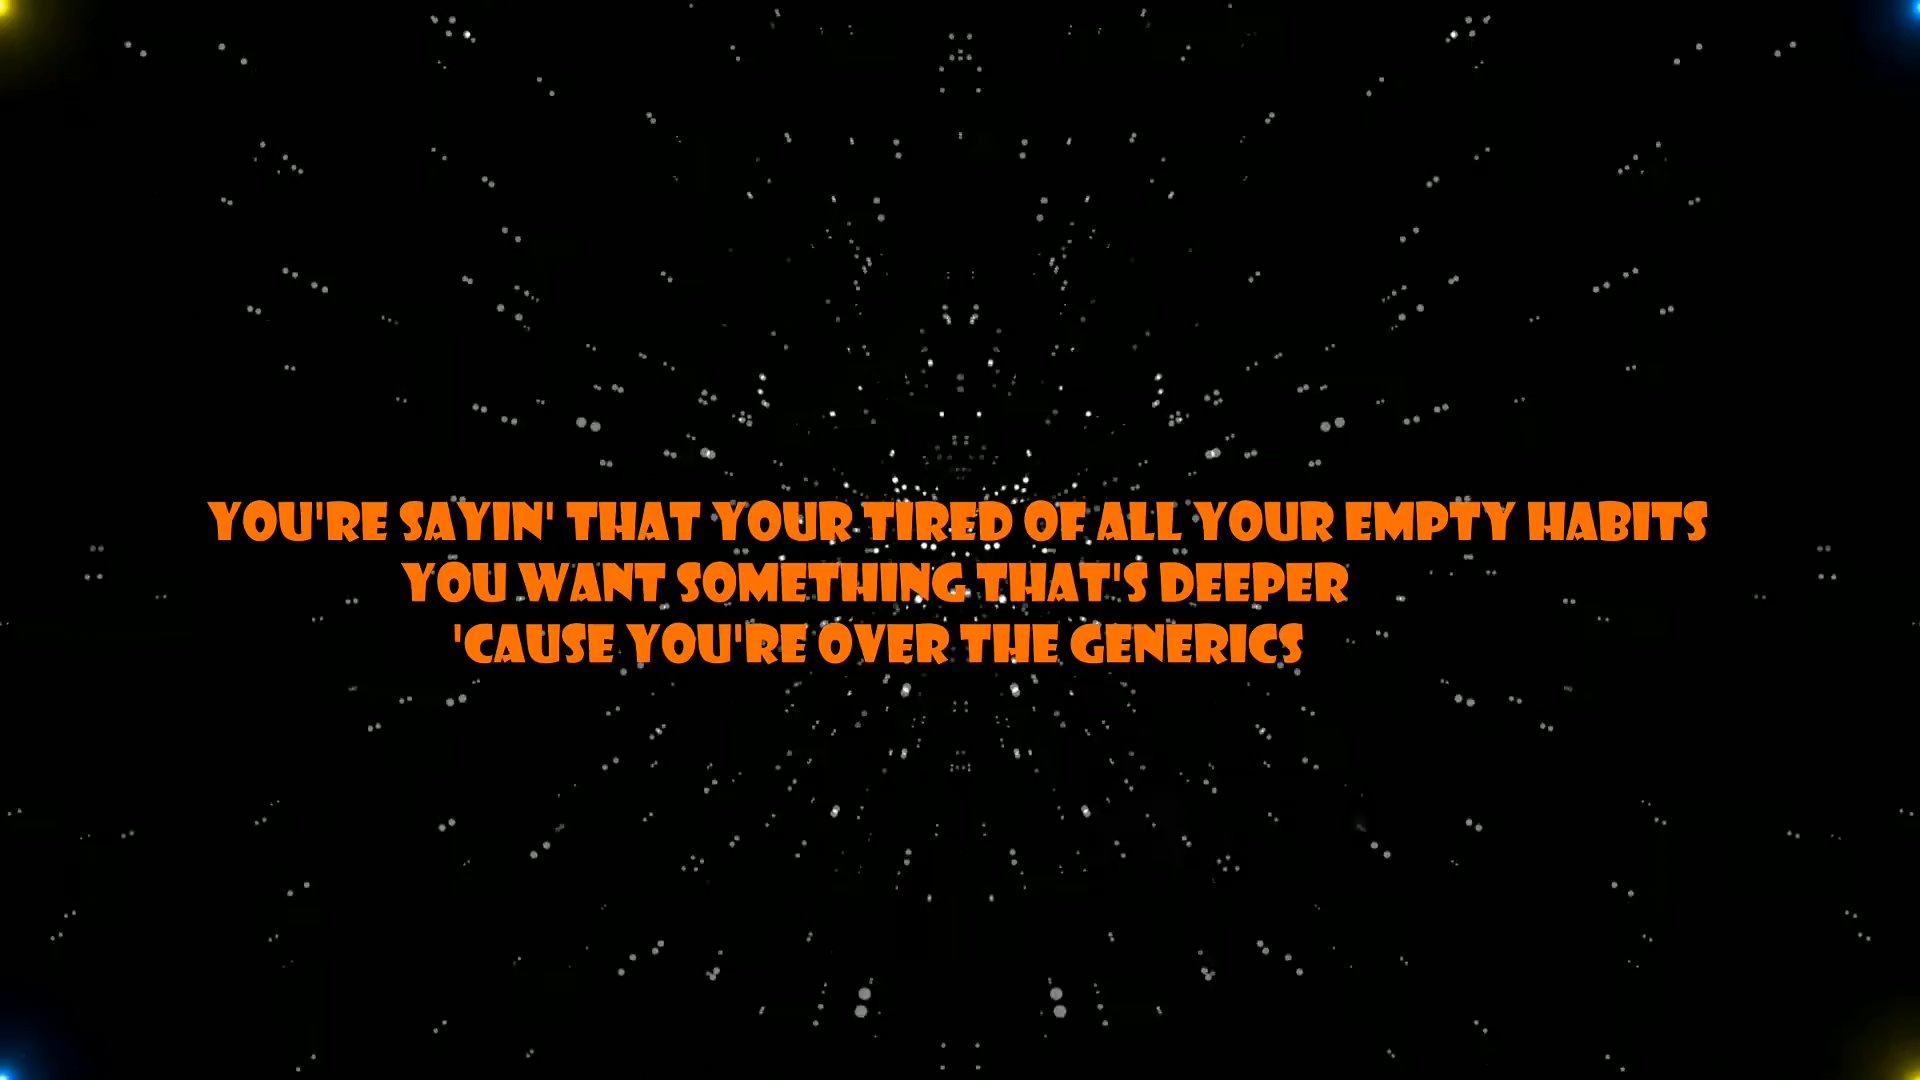 YOU'RE SAYIN' THAT YOUR TIRED OF ALL YOUR EMPTY HABITS
YOU WANT SOMETHING THAT'S DEEPER
'CAUSE YOU'RE OVER THE GENERICS